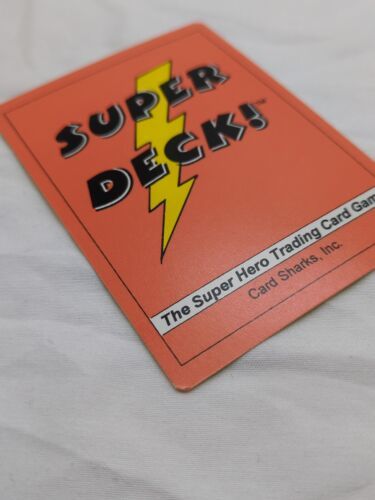 SUPER
DECK!™
The Super Hero Trading Card Game
Card Sharks, Inc.